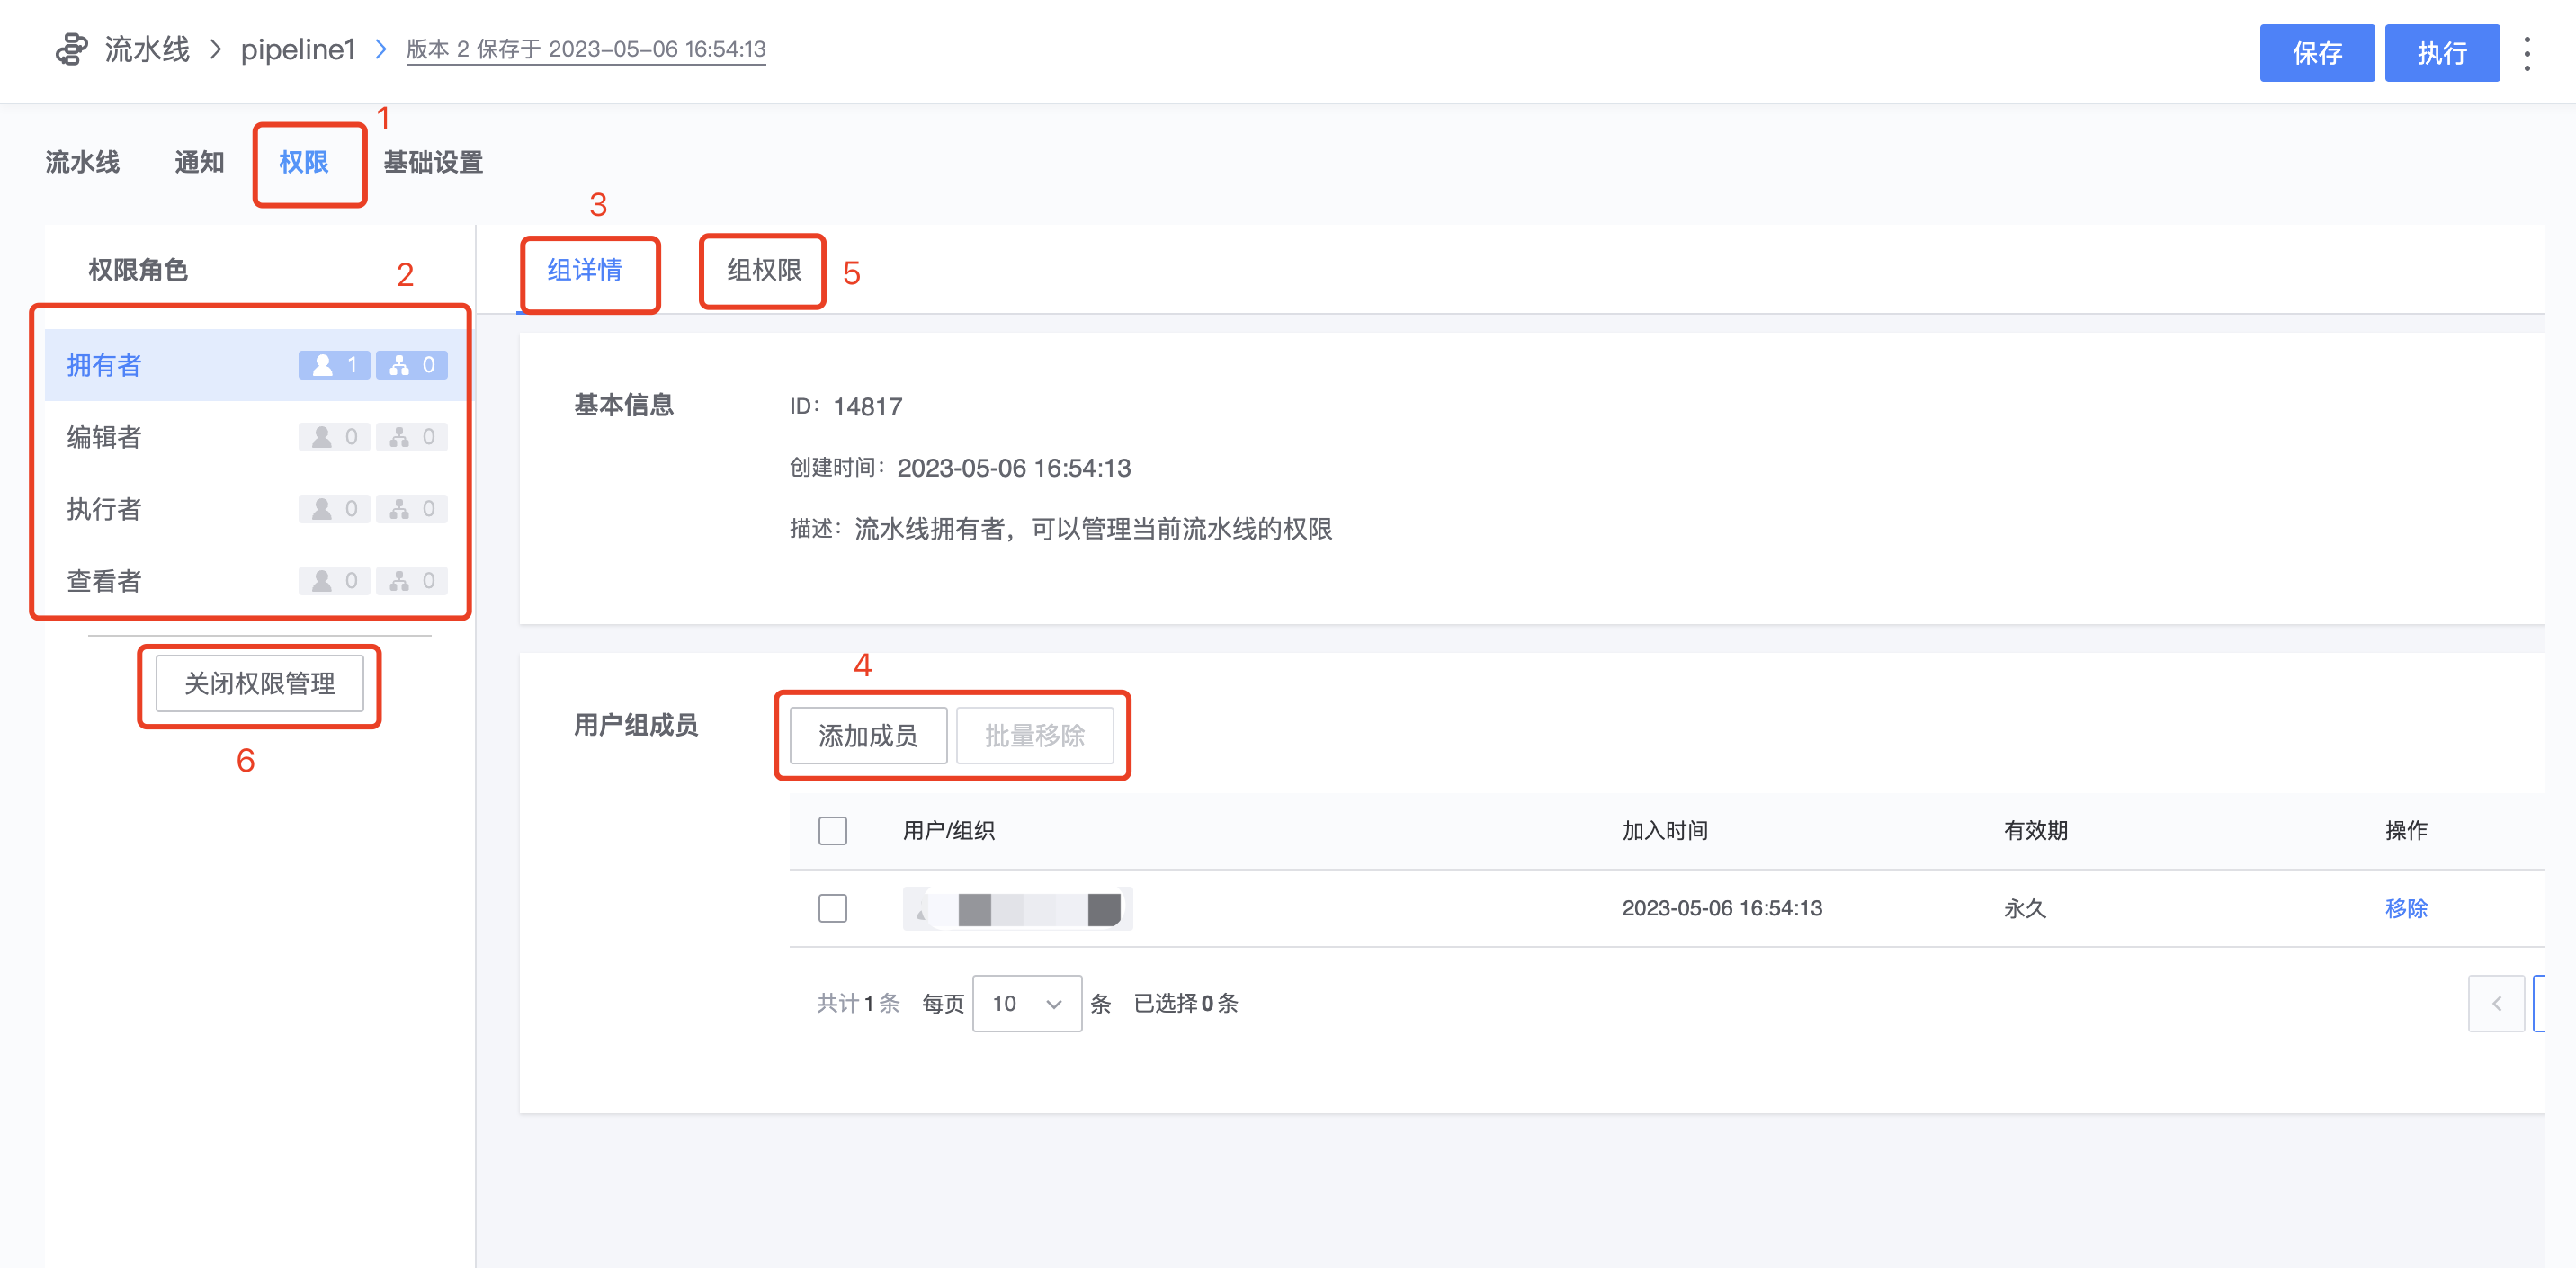 流水线 > pipeline1 > 版本 2 保存于 2023-05-06 16:54:13
保存 执行
1
流水线 通知 权限 基础设置
3
权限角色 2 组详情 组权限 5
拥有者 1 0
编辑者 0 0
执行者 0 0
查看者 0 0
关闭权限管理
6
基本信息 ID: 14817
创建时间: 2023-05-06 16:54:13
描述: 流水线拥有者，可以管理当前流水线的权限
4
用户组成员 添加成员 批量移除
用户/组织 加入时间 有效期 操作
2023-05-06 16:54:13 永久 移除
共计 1 条 每页 10 条 已选择 0 条